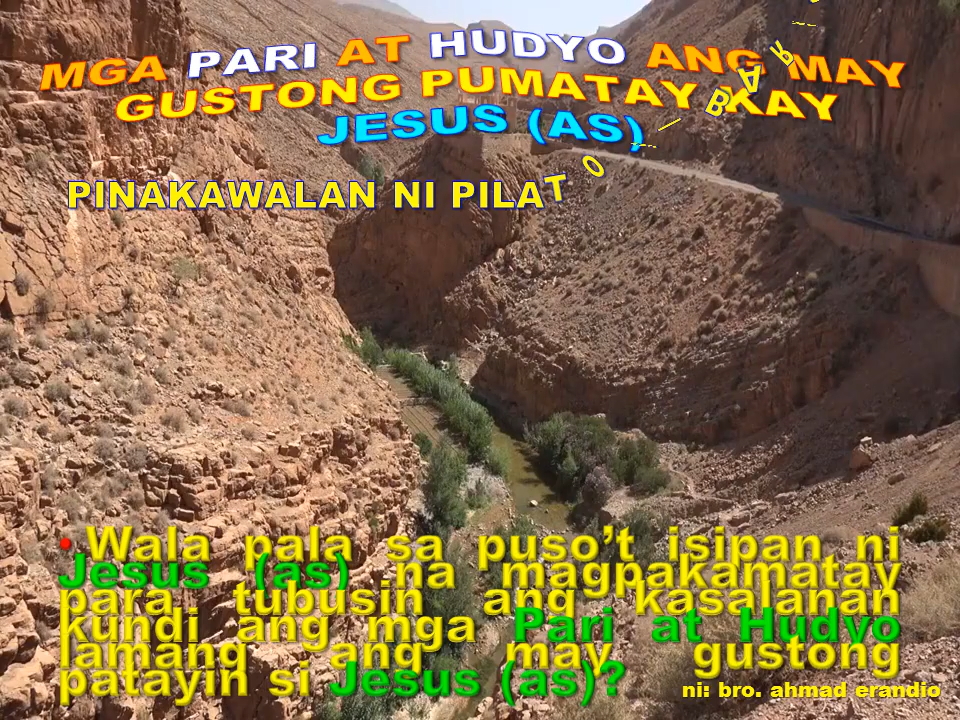 MGA PARI AT HUDYO ANG MAY
GUSTONG PUMATAY KAY
JESUS (AS)
PINAKAWALAN NI PILATO – BAR
• Wala pala sa puso’t isipan ni
Jesus (as) na magpakamatay
para tubusin ang kasalanan
kundi ang mga Pari at Hudyo
lamang ang may gustong
patayin si Jesus (as)?
ni: bro. ahmad erandio